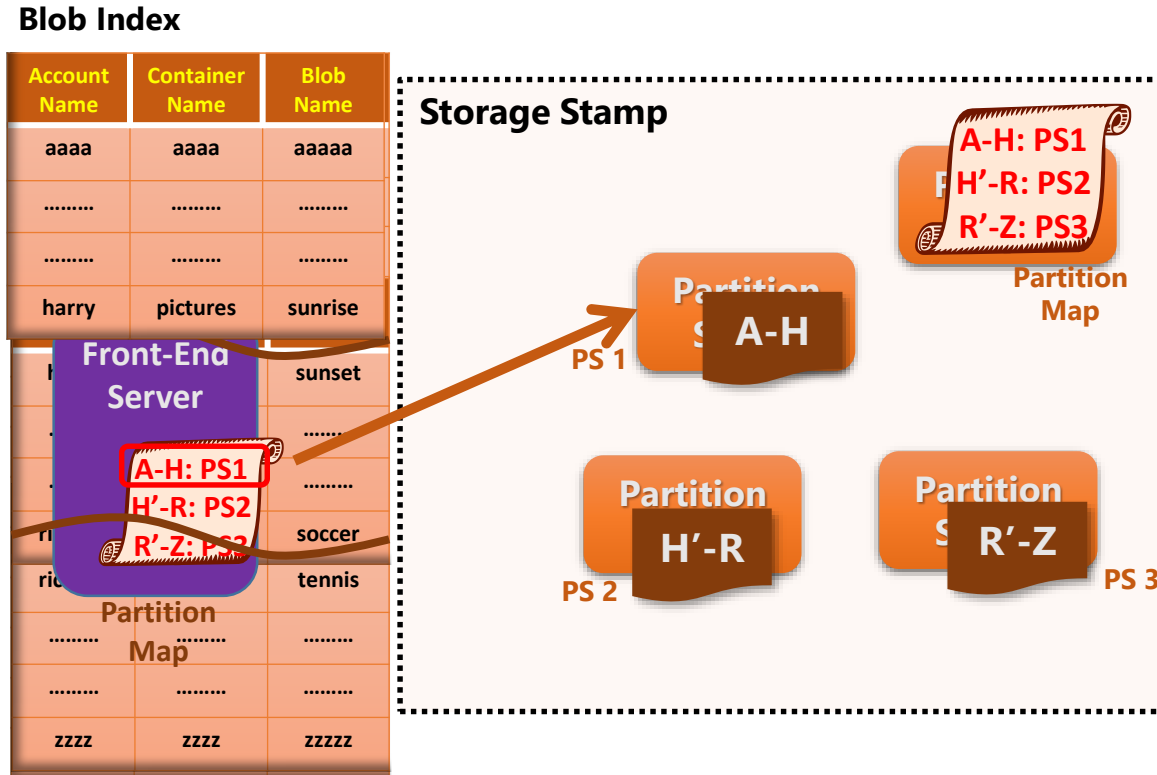 Blob Index
Account Name
Container Name
Blob Name
aaaa aaaa aaaaa
……… ……… ………
……… ……… ………
harry pictures sunrise
sunset
………
soccer
tennis
……… ……… ………
……… ……… ………
zzzz zzzz zzzzz
Front-End
Server
A-H: PS1
H’-R: PS2
R’-Z: PS3
Partition
Map
Storage Stamp
A-H: PS1
H’-R: PS2
R’-Z: PS3
Partition
Map
Partition
A-H
PS 1
Partition
H’-R
PS 2
Partition
R’-Z
PS 3